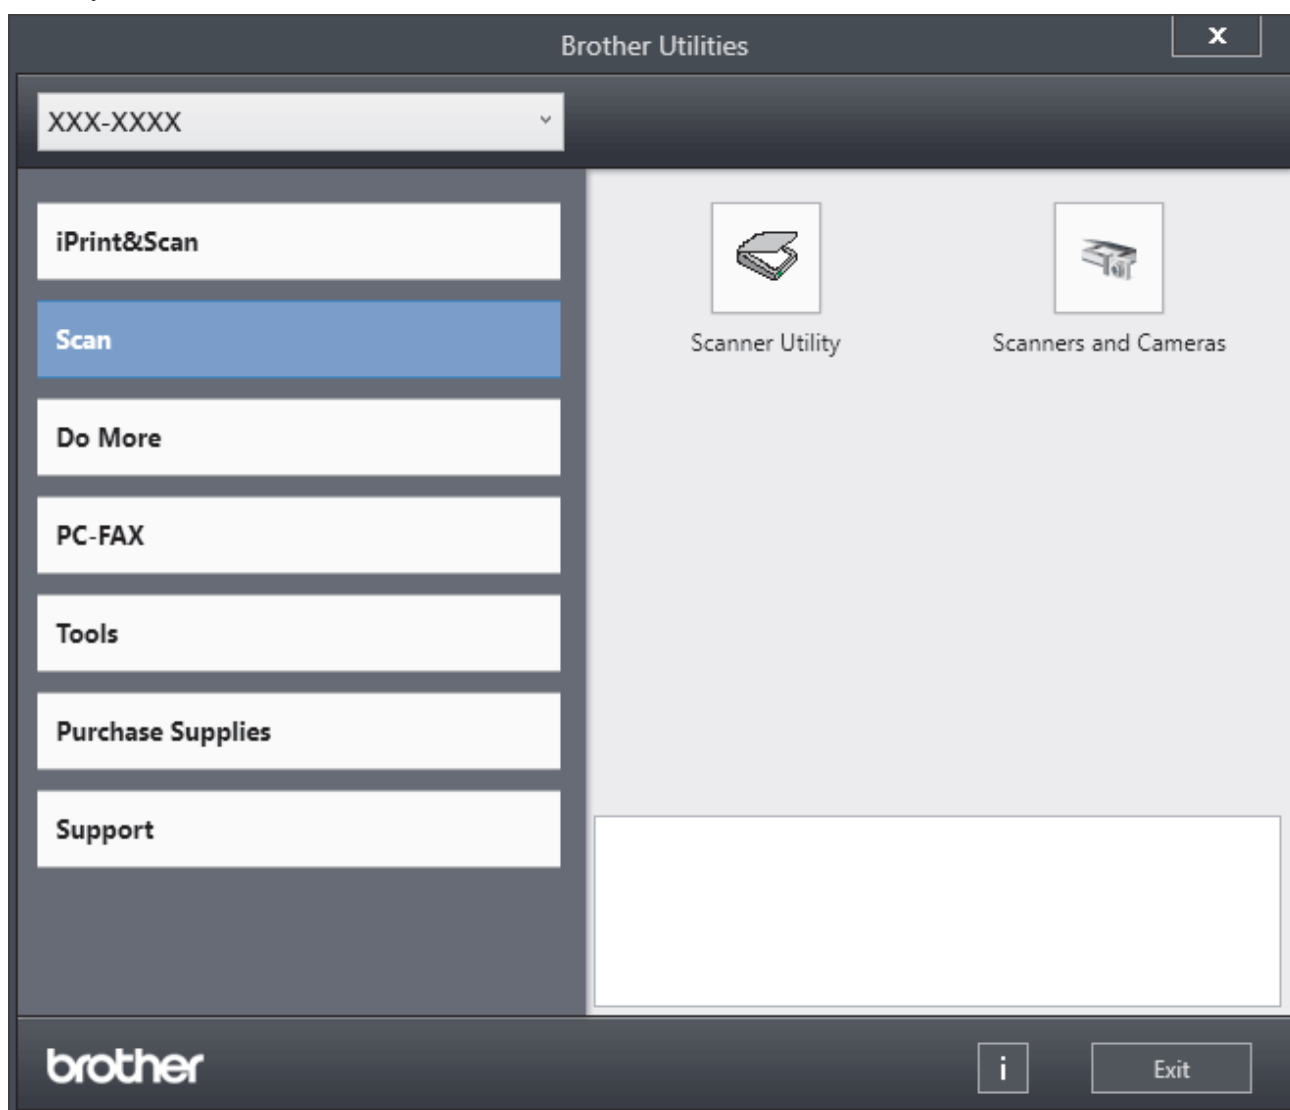 Brother Utilities
X
XXX-XXXX
iPrint&Scan
Scan
Do More
PC-FAX
Tools
Purchase Supplies
Support
Scanner Utility
Scanners and Cameras
brother
i
Exit